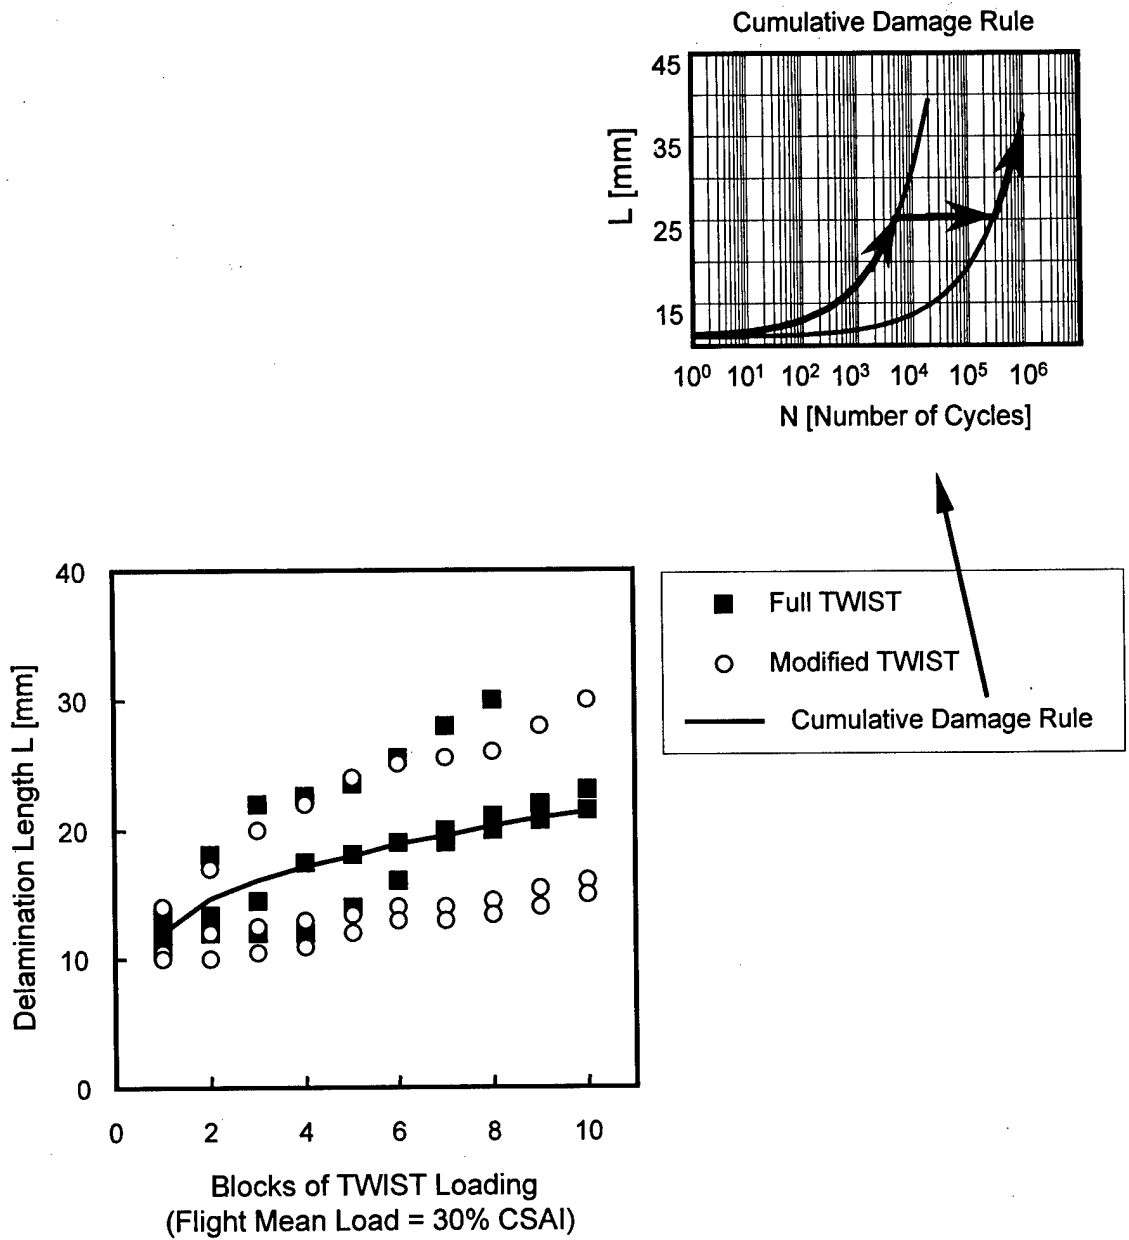 Cumulative Damage Rule
45
35
25
15
L [mm]
10⁰ 10¹ 10² 10³ 10⁴ 10⁵ 10⁶
N [Number of Cycles]
Full TWIST
Modified TWIST
Cumulative Damage Rule
40
30
20
10
0
Delamination Length L [mm]
0 2 4 6 8 10
Blocks of TWIST Loading
(Flight Mean Load = 30% CSAI)